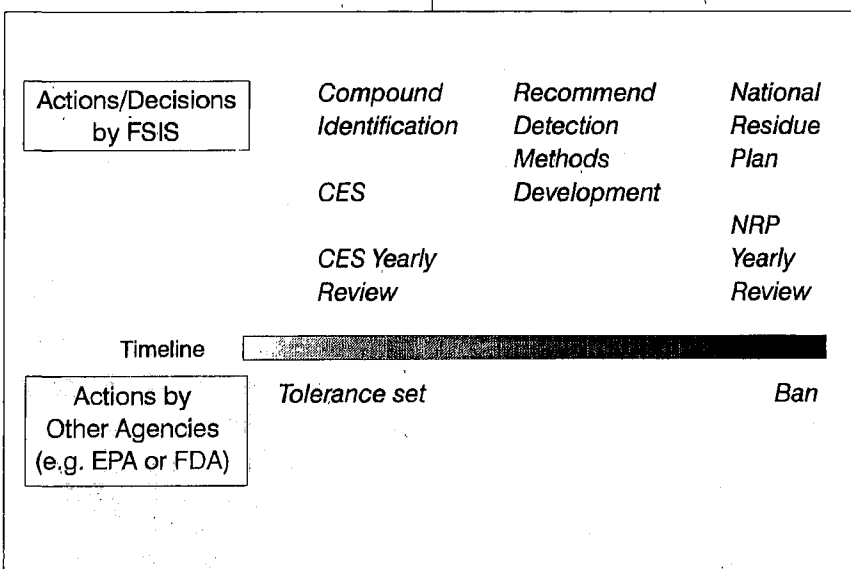 Actions/Decisions
by FSIS
Compound
Identification
CES
CES Yearly
Review
Recommend
Detection
Methods
Development
National
Residue
Plan
NRP
Yearly
Review
Timeline
Actions by
Other Agencies
(e.g. EPA or FDA)
Tolerance set
Ban